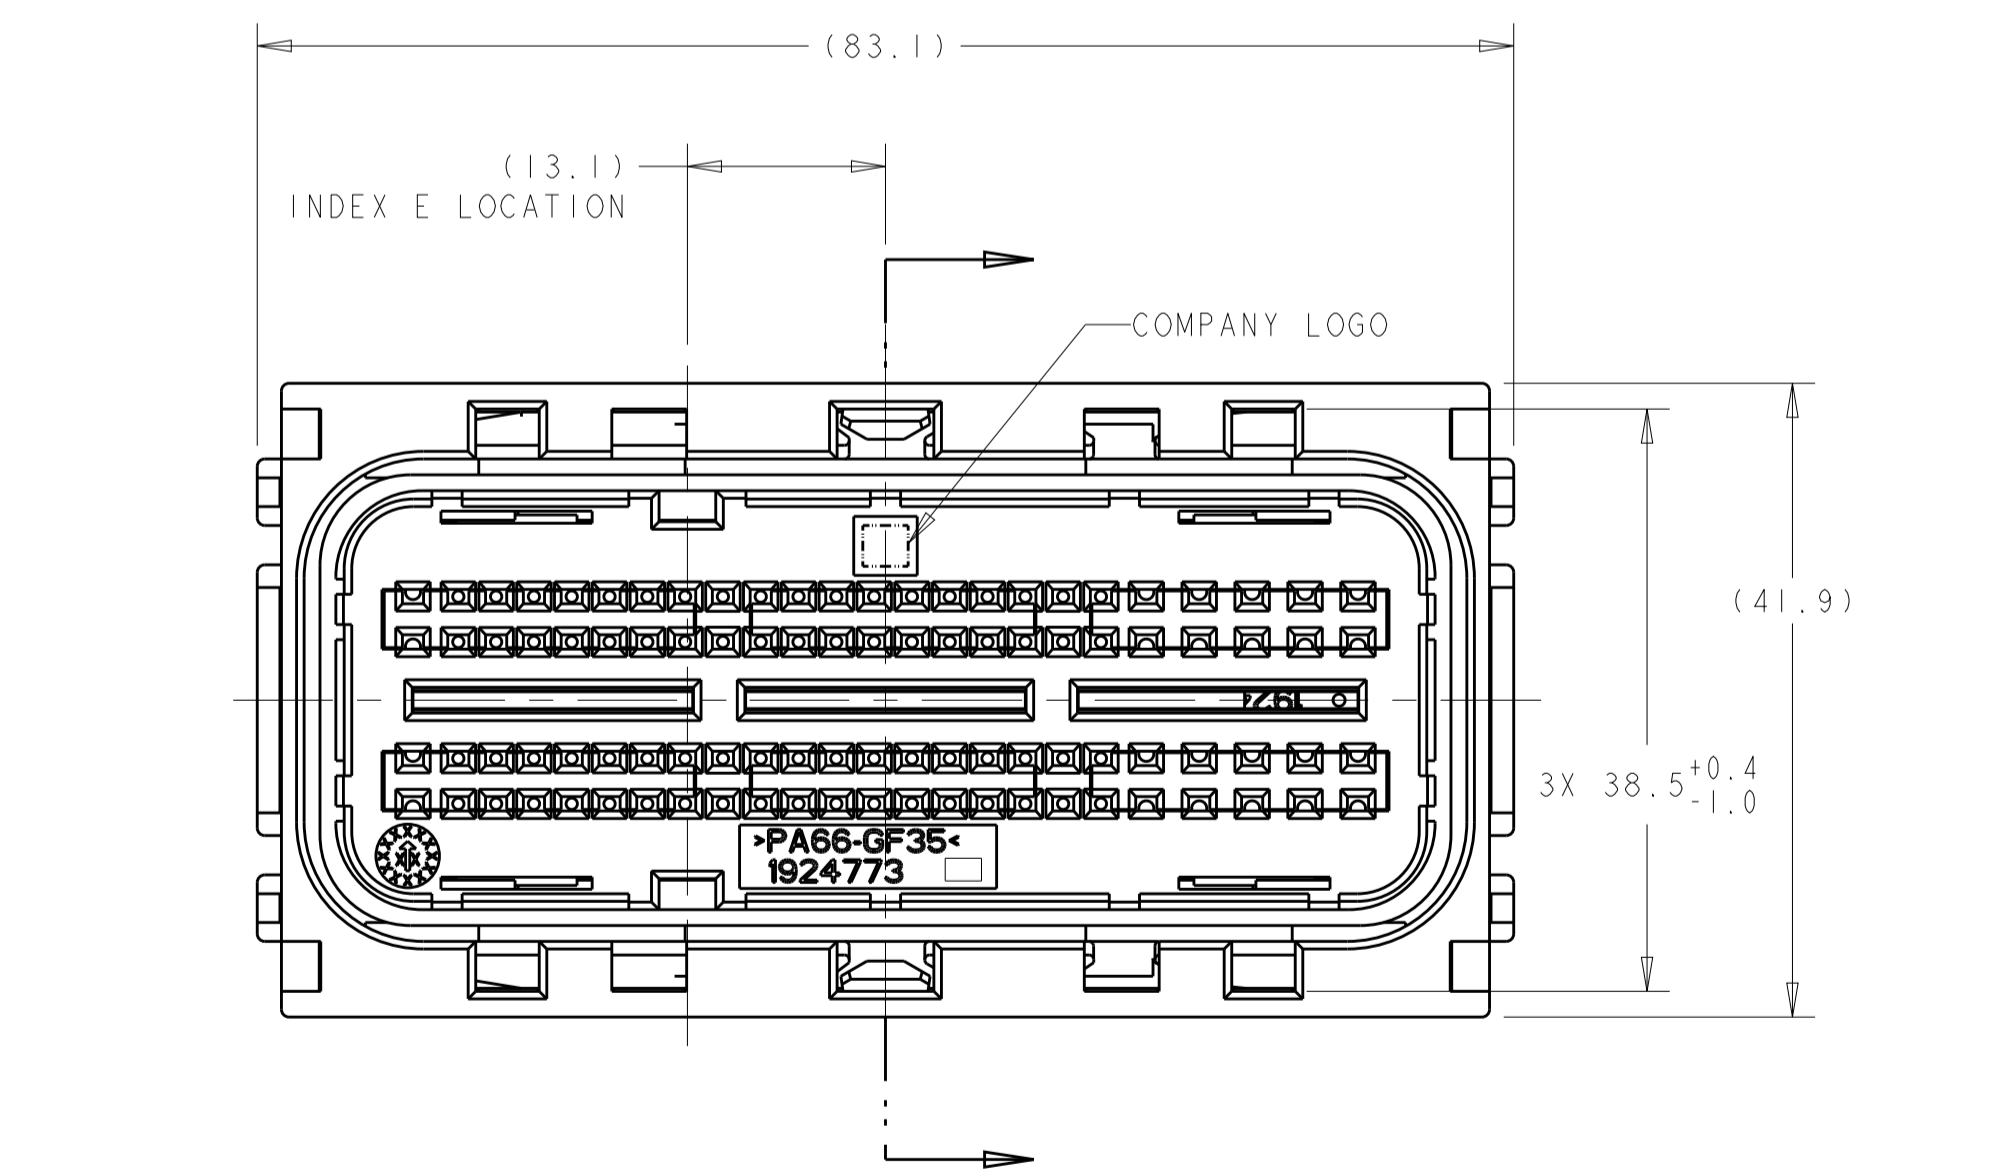 (83.1)
(13.1)
INDEX E LOCATION
COMPANY LOGO
(41.9)
3X 38.5 +0.4
-1.0
1924
>PA66-GF35<
1924773